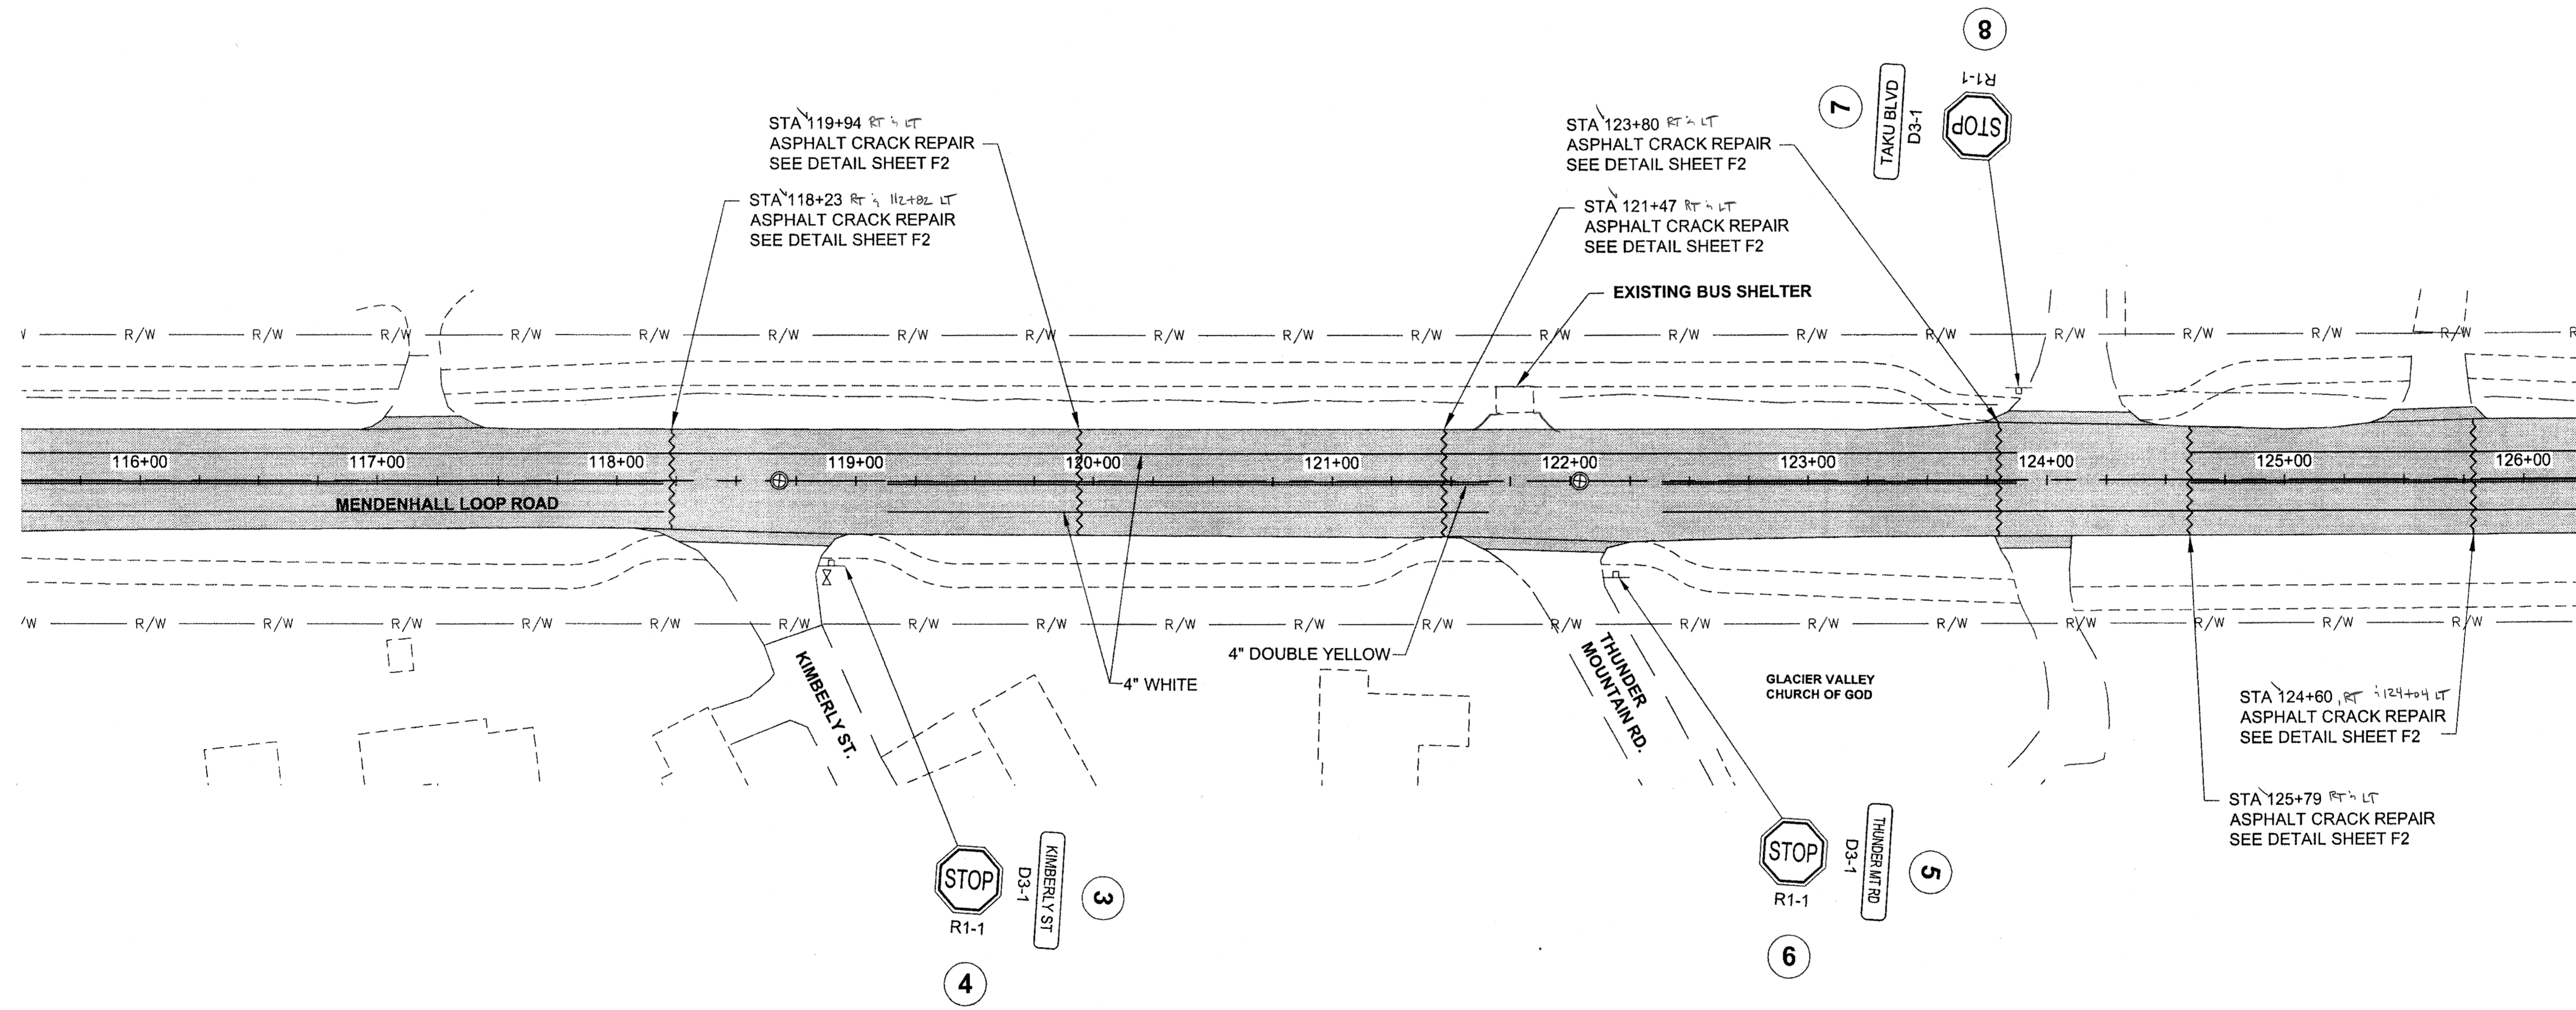 8
R1-1
STOP
7
TAKU BLVD
D3-1
STA 119+94 RT & LT
ASPHALT CRACK REPAIR
SEE DETAIL SHEET F2
STA 118+23 RT & 112+82 LT
ASPHALT CRACK REPAIR
SEE DETAIL SHEET F2
STA 123+80 RT & LT
ASPHALT CRACK REPAIR
SEE DETAIL SHEET F2
STA 121+47 RT & LT
ASPHALT CRACK REPAIR
SEE DETAIL SHEET F2
EXISTING BUS SHELTER
R/W R/W R/W R/W R/W R/W R/W R/W R/W R/W R/W R/W R/W R/W R/W R/W R/W R/W R/W
116+00 117+00 118+00 119+00 120+00 121+00 122+00 123+00 124+00 125+00 126+00
MENDENHALL LOOP ROAD
/W R/W R/W R/W R/W R/W R/W R/W R/W R/W R/W R/W R/W R/W R/W R/W R/W R/W R/W R/W
KIMBERLY ST.
4" WHITE
4" DOUBLE YELLOW
THUNDER
MOUNTAIN RD.
GLACIER VALLEY
CHURCH OF GOD
STA 124+60, RT & 124+04 LT
ASPHALT CRACK REPAIR
SEE DETAIL SHEET F2
STA 125+79 RT & LT
ASPHALT CRACK REPAIR
SEE DETAIL SHEET F2
STOP
R1-1
KIMBERLY ST
D3-1
3
4
STOP
R1-1
THUNDER MT RD
D3-1
5
6